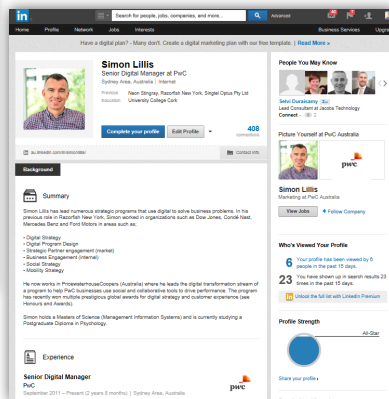 in.
Search for people, jobs, companies, and more...
Advanced
Home Profile Network Jobs Interests Business Services Upgra
Have a digital plan? - Many don't. Create a digital marketing plan with our free template. | Read More »
Simon Lillis
Senior Digital Manager at PwC
Sydney Area, Australia | Internet
Previous Neon Stingray, Razorfish New York, Singtel Optus Pty Ltd
Education University College Cork
Complete your profile Edit Profile
408
connections
au.linkedin.com/in/simonlillis/
Contact Info
Background
Summary
Simon Lillis has lead numerous strategic programs that use digital to solve business problems. In his
previous role in Razorfish New York, Simon worked in organizations such as Dow Jones, Condé Nast,
Mercedes Benz and Ford Motors in areas such as:
- Digital Strategy
- Digital Program Design
- Strategic Partner engagement (market)
- Business Engagement (internal)
- Social Strategy
- Mobility Strategy
He now works in PricewaterhouseCoopers (Australia) where he leads the digital transformation stream of
a program to help PwC businesses use social and collaborative tools to drive performance. The program
has recently won multiple prestigious global awards for digital strategy and customer experience (see
Honours and Awards).
Simon holds a Masters of Science (Management Information Systems) and is currently studying a
Postgraduate Diploma in Psychology.
Experience
Senior Digital Manager
PwC
September 2011 – Present (2 years 8 months) | Sydney Area, Australia
pwc
People You May Know
Selvi Duraisamy 2nd
Lead Consultant at Jacobs Technology
Connect
Picture Yourself at PwC Australia
pwc
Simon Lillis
Marketing at PwC Australia
View Jobs Follow Company
Who's Viewed Your Profile
6 Your profile has been viewed by 6
people in the past 15 days.
23 You have shown up in search results 23
times in the past 15 days.
in Unlock the full list with LinkedIn Premium
Profile Strength
All-Star
Share your profile